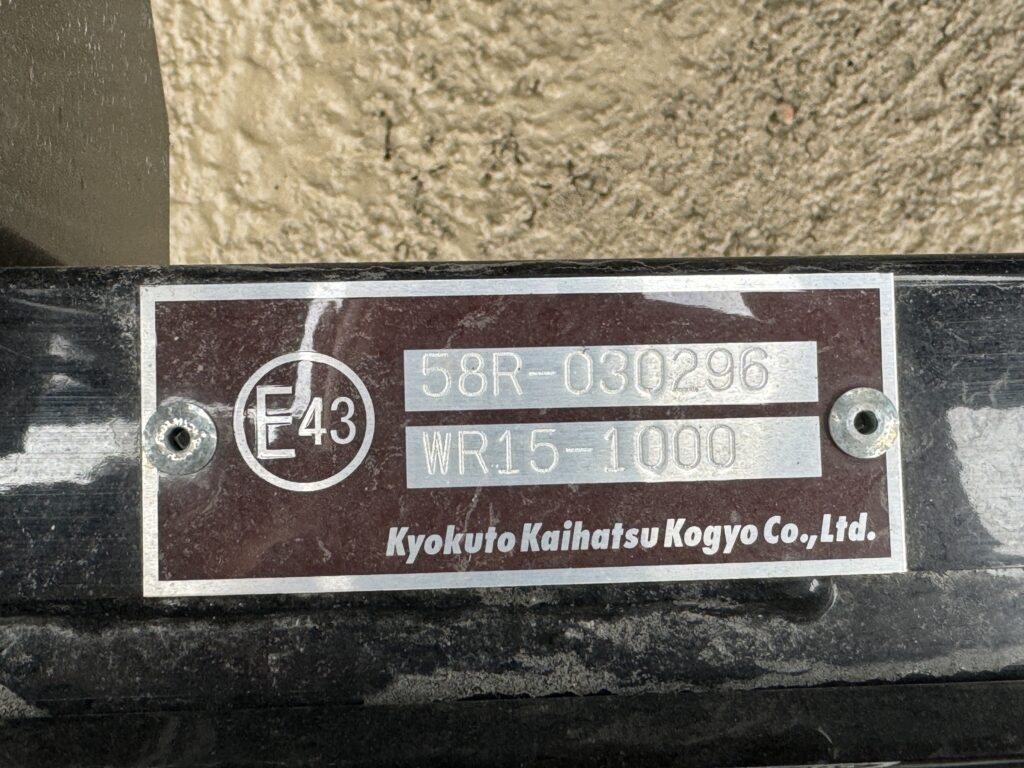 E43
58R-030296
WR15-1000
Kyokuto Kaihatsu Kogyo Co.,Ltd.